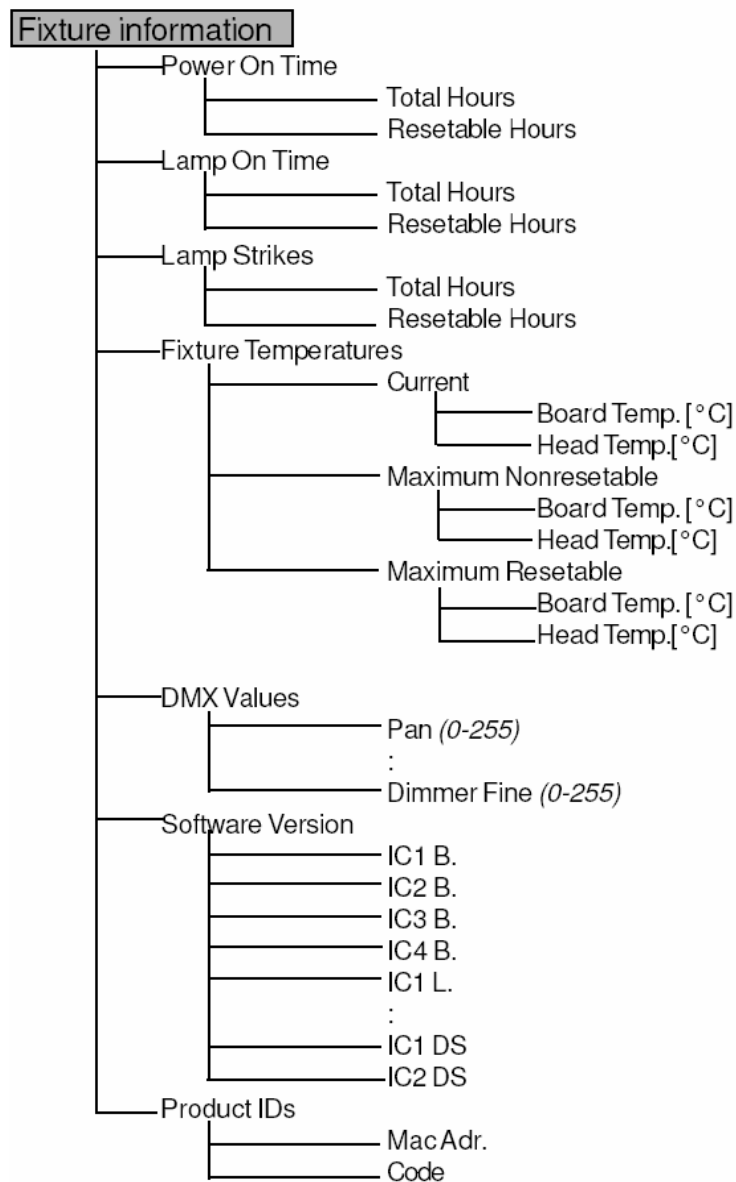 Fixture information
Power On Time
Total Hours
Resetable Hours
Lamp On Time
Total Hours
Resetable Hours
Lamp Strikes
Total Hours
Resetable Hours
Fixture Temperatures
Current
Board Temp. [°C]
Head Temp.[°C]
Maximum Nonresetable
Board Temp. [°C]
Head Temp.[°C]
Maximum Resetable
Board Temp. [°C]
Head Temp.[°C]
DMX Values
Pan (0-255)
:
Dimmer Fine (0-255)
Software Version
IC1 B.
IC2 B.
IC3 B.
IC4 B.
IC1 L.
:
IC1 DS
IC2 DS
Product IDs
Mac Adr.
Code